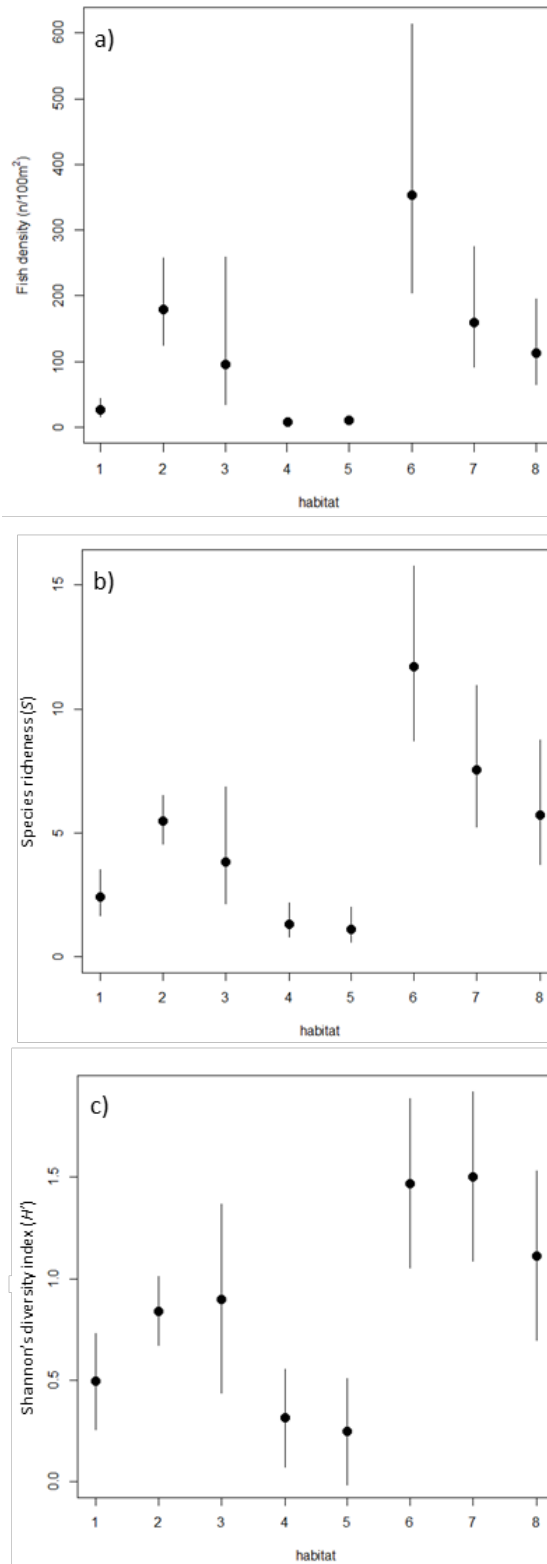 a)
600
500
400
300
200
100
0
Fish density (n/100m²)
1 2 3 4 5 6 7 8
habitat
b)
15
10
5
0
Species richeness (S)
1 2 3 4 5 6 7 8
habitat
c)
1.5
1.0
0.5
0.0
Shannon's diversity index (H')
1 2 3 4 5 6 7 8
habitat